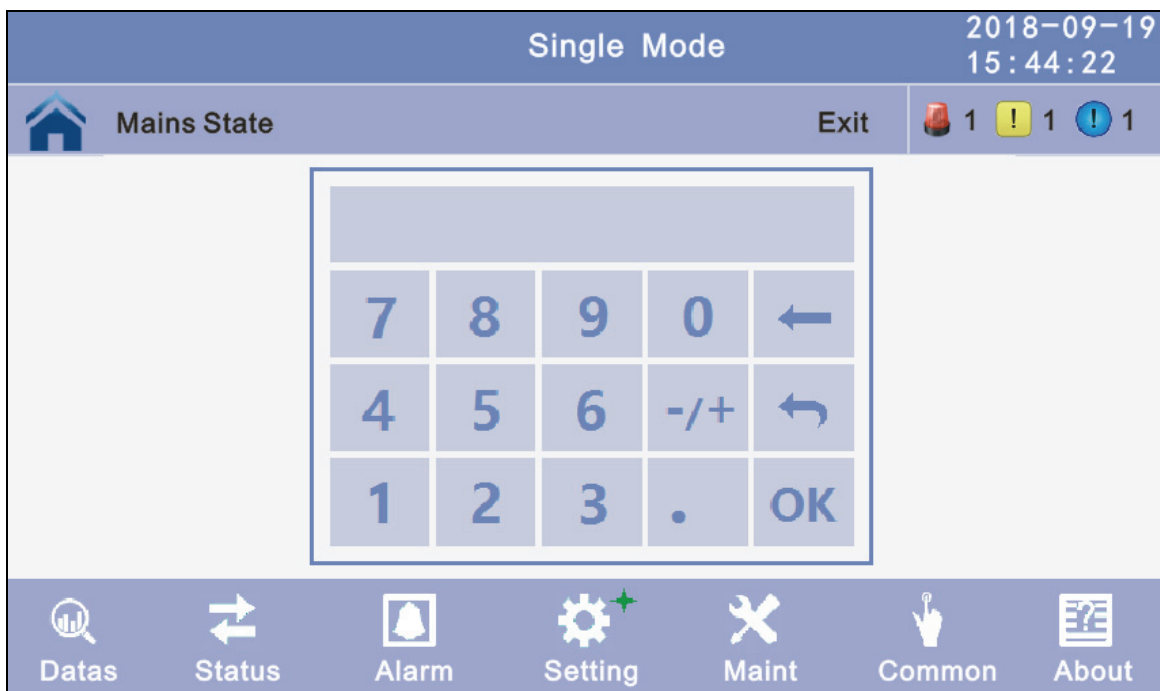 Single Mode
2018-09-19
15:44:22
Mains State
Exit
1
! 1
! 1
7 8 9 0
4 5 6 -/+
1 2 3 . OK
Datas
Status
Alarm
Setting
Maint
Common
?
About